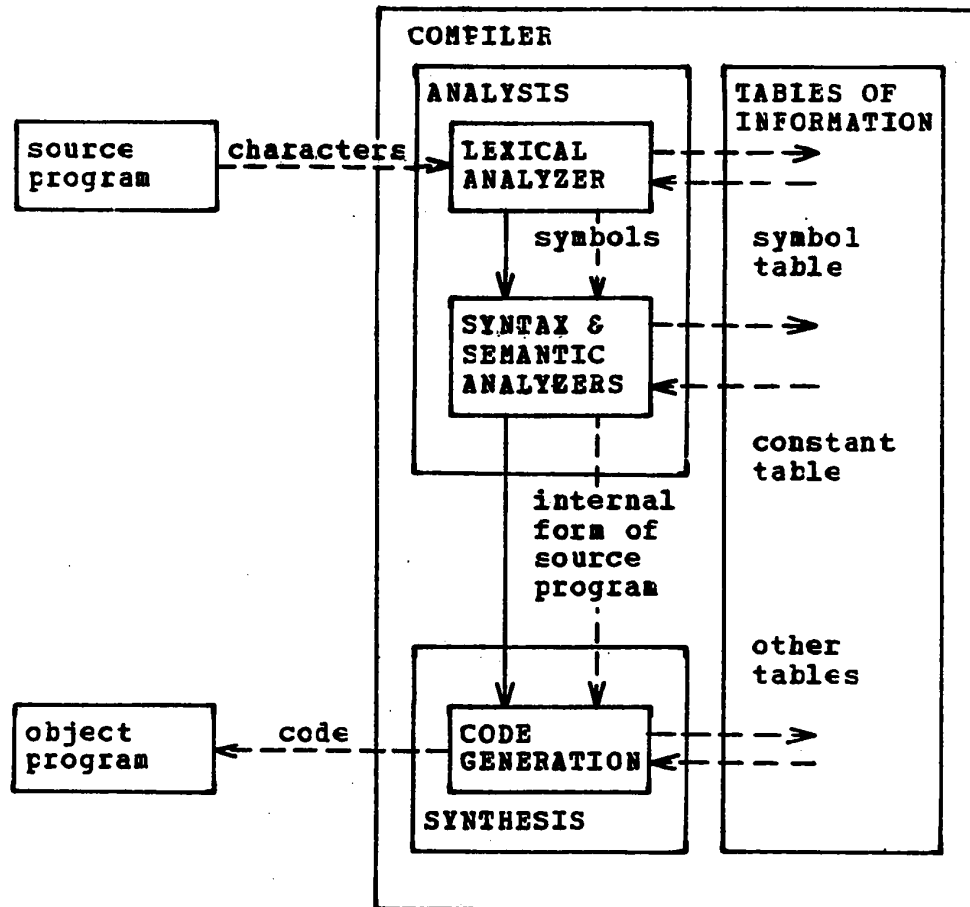 COMPILER
ANALYSIS
TABLES OF
INFORMATION
source
program
characters
LEXICAL
ANALYZER
symbols
symbol
table
SYNTAX &
SEMANTIC
ANALYZERS
constant
table
internal
form of
source
program
other
tables
object
program
code
CODE
GENERATION
SYNTHESIS